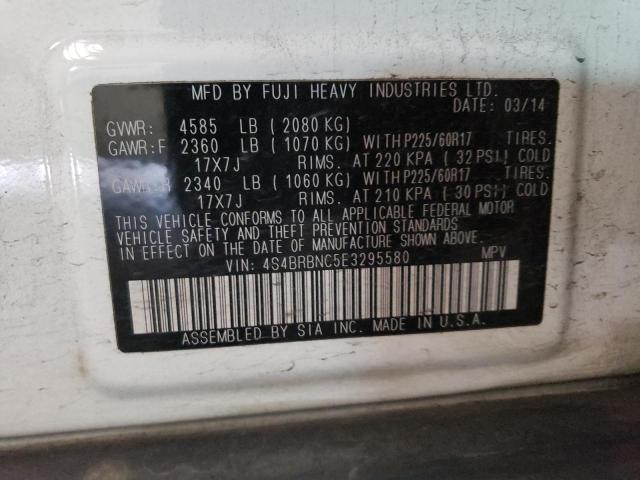 MFD BY FUJI HEAVY INDUSTRIES LTD.
DATE: 03/14
GVWR: 4585 LB (2080 KG)
GAWR:F 2360 LB (1070 KG) WITH P225/60R17 TIRES.
17X7J RIMS. AT 220 KPA (32 PSI) COLD
GAWR:R 2340 LB (1060 KG) WITH P225/60R17 TIRES.
17X7J RIMS. AT 210 KPA (30 PSI) COLD
THIS VEHICLE CONFORMS TO ALL APPLICABLE FEDERAL MOTOR
VEHICLE SAFETY AND THEFT PREVENTION STANDARDS
IN EFFECT ON THE DATE OF MANUFACTURE SHOWN ABOVE.
VIN: 4S4BRBNC5E3295580 MPV
ASSEMBLED BY SIA INC. MADE IN U.S.A.